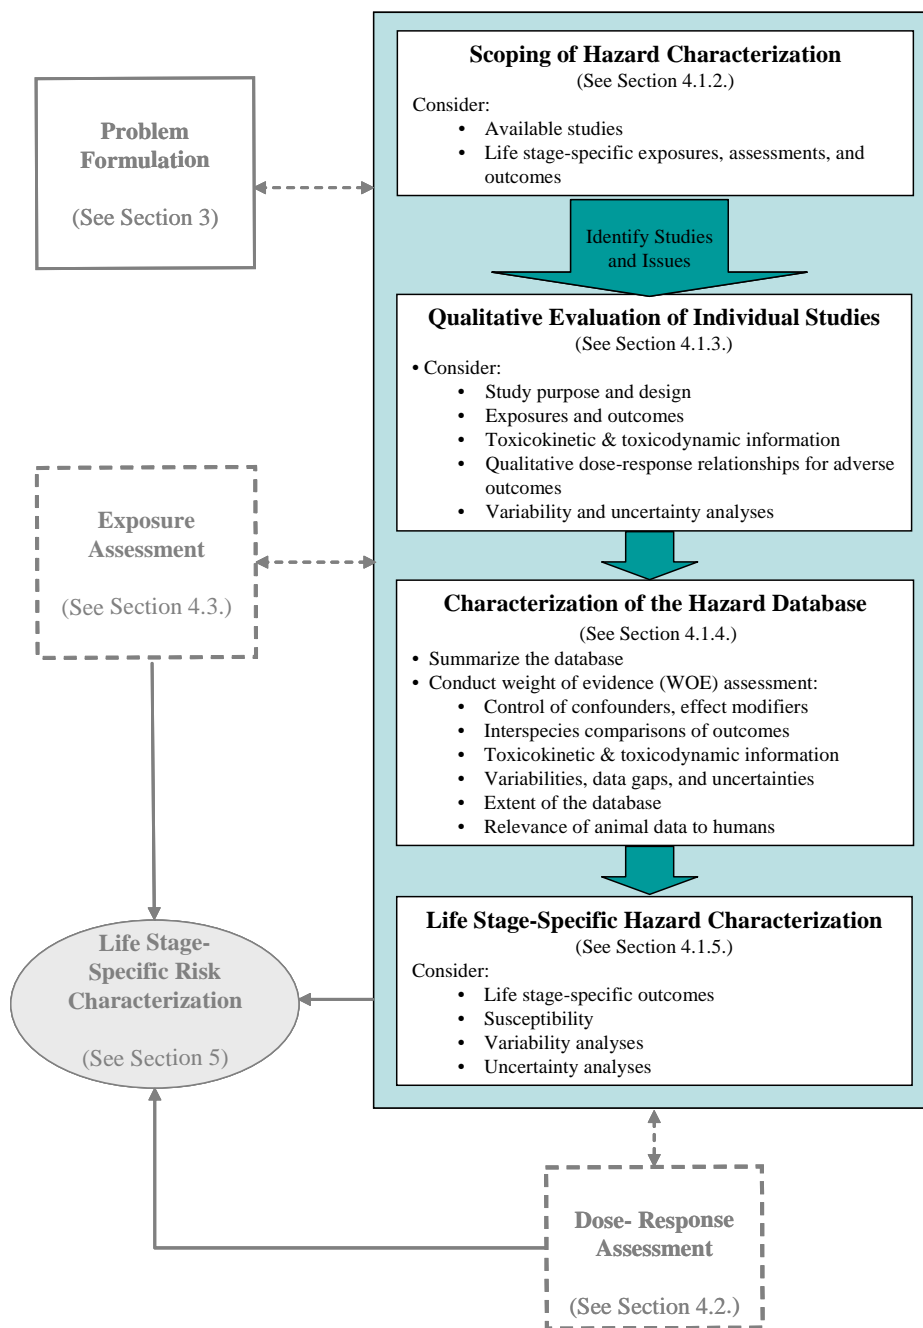 Scoping of Hazard Characterization
(See Section 4.1.2.)
Consider:
• Available studies
• Life stage-specific exposures, assessments, and
outcomes
Problem
Formulation
(See Section 3)
Identify Studies
and Issues
Qualitative Evaluation of Individual Studies
(See Section 4.1.3.)
• Consider:
• Study purpose and design
• Exposures and outcomes
• Toxicokinetic & toxicodynamic information
• Qualitative dose-response relationships for adverse
outcomes
• Variability and uncertainty analyses
Exposure
Assessment
(See Section 4.3.)
Characterization of the Hazard Database
(See Section 4.1.4.)
• Summarize the database
• Conduct weight of evidence (WOE) assessment:
• Control of confounders, effect modifiers
• Interspecies comparisons of outcomes
• Toxicokinetic & toxicodynamic information
• Variabilities, data gaps, and uncertainties
• Extent of the database
• Relevance of animal data to humans
Life Stage-Specific Hazard Characterization
(See Section 4.1.5.)
Consider:
• Life stage-specific outcomes
• Susceptibility
• Variability analyses
• Uncertainty analyses
Life Stage-
Specific Risk
Characterization
(See Section 5)
Dose- Response
Assessment
(See Section 4.2.)